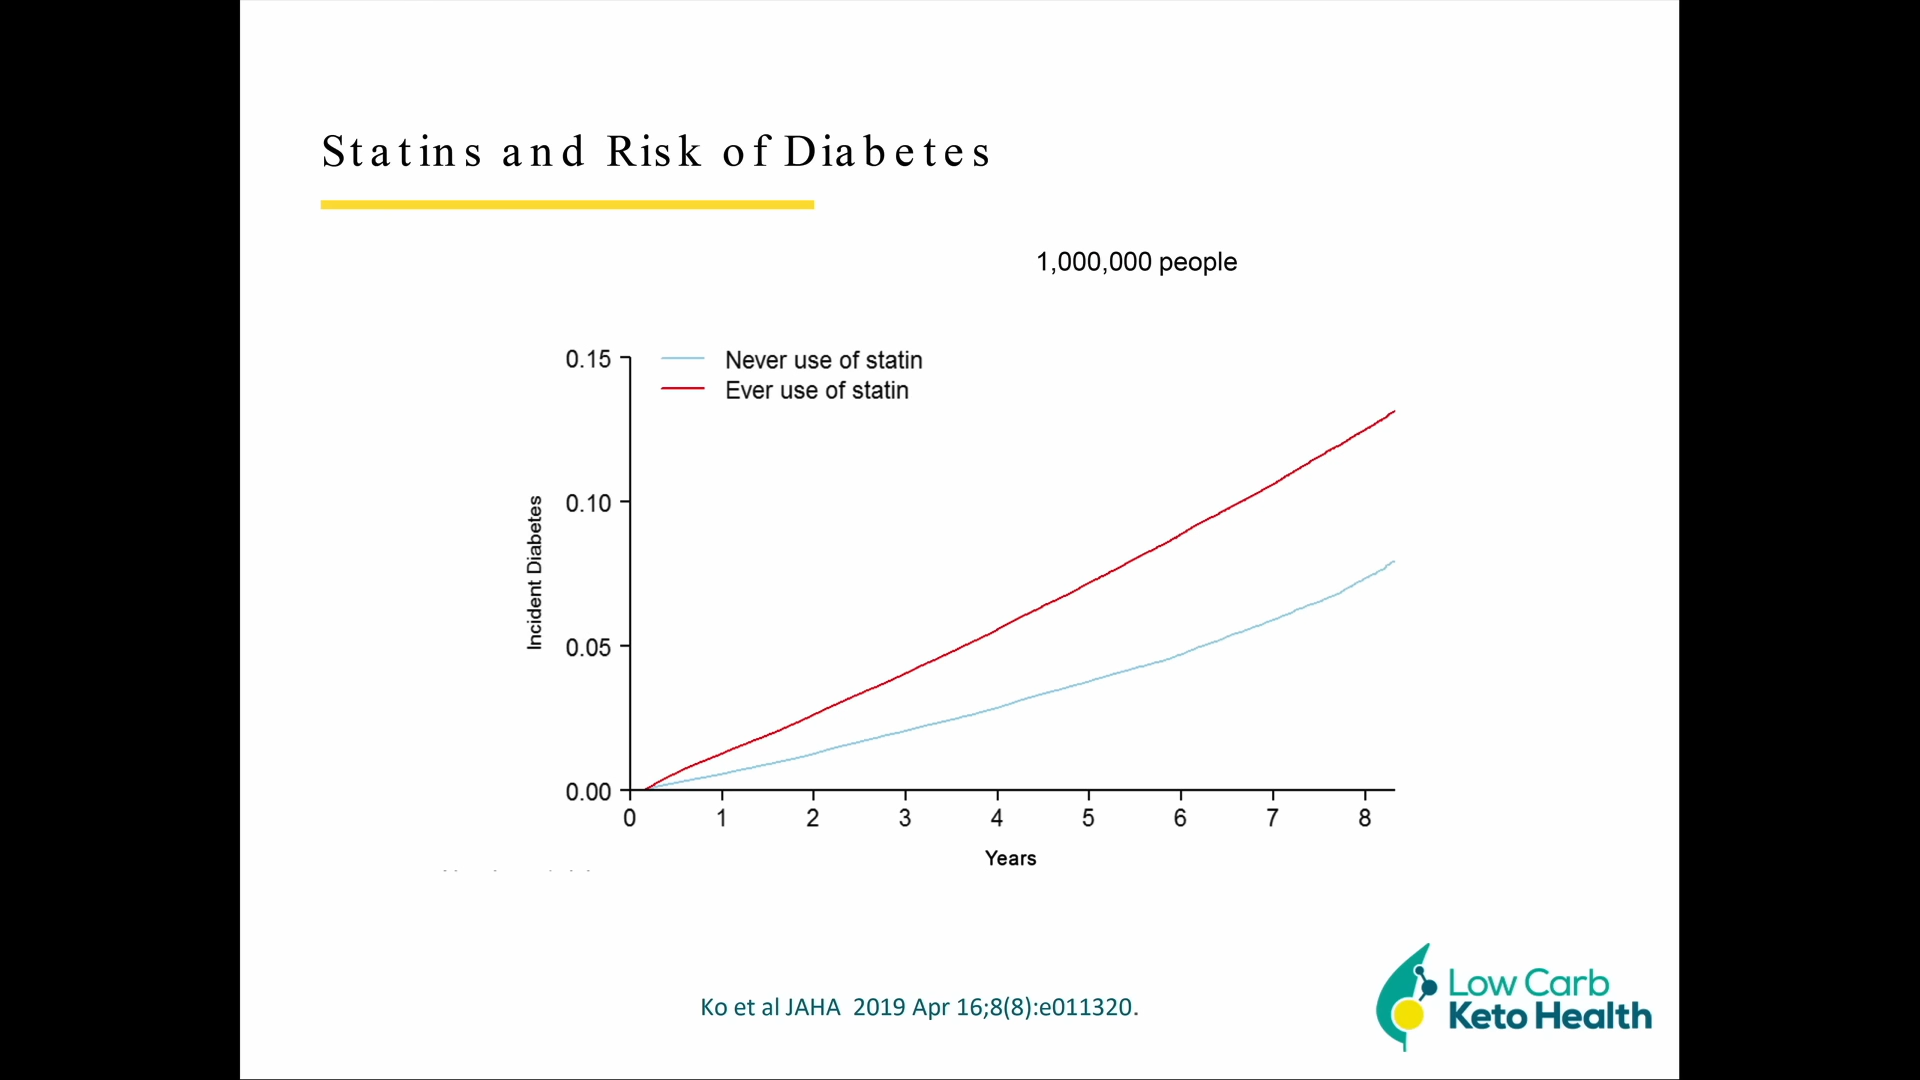 Statins and Risk of Diabetes
1,000,000 people
0.15
Never use of statin
Ever use of statin
0.10
Incident Diabetes
0.05
0.00
0 1 2 3 4 5 6 7 8
Years
Ko et al JAHA 2019 Apr 16;8(8):e011320.
Low Carb
Keto Health